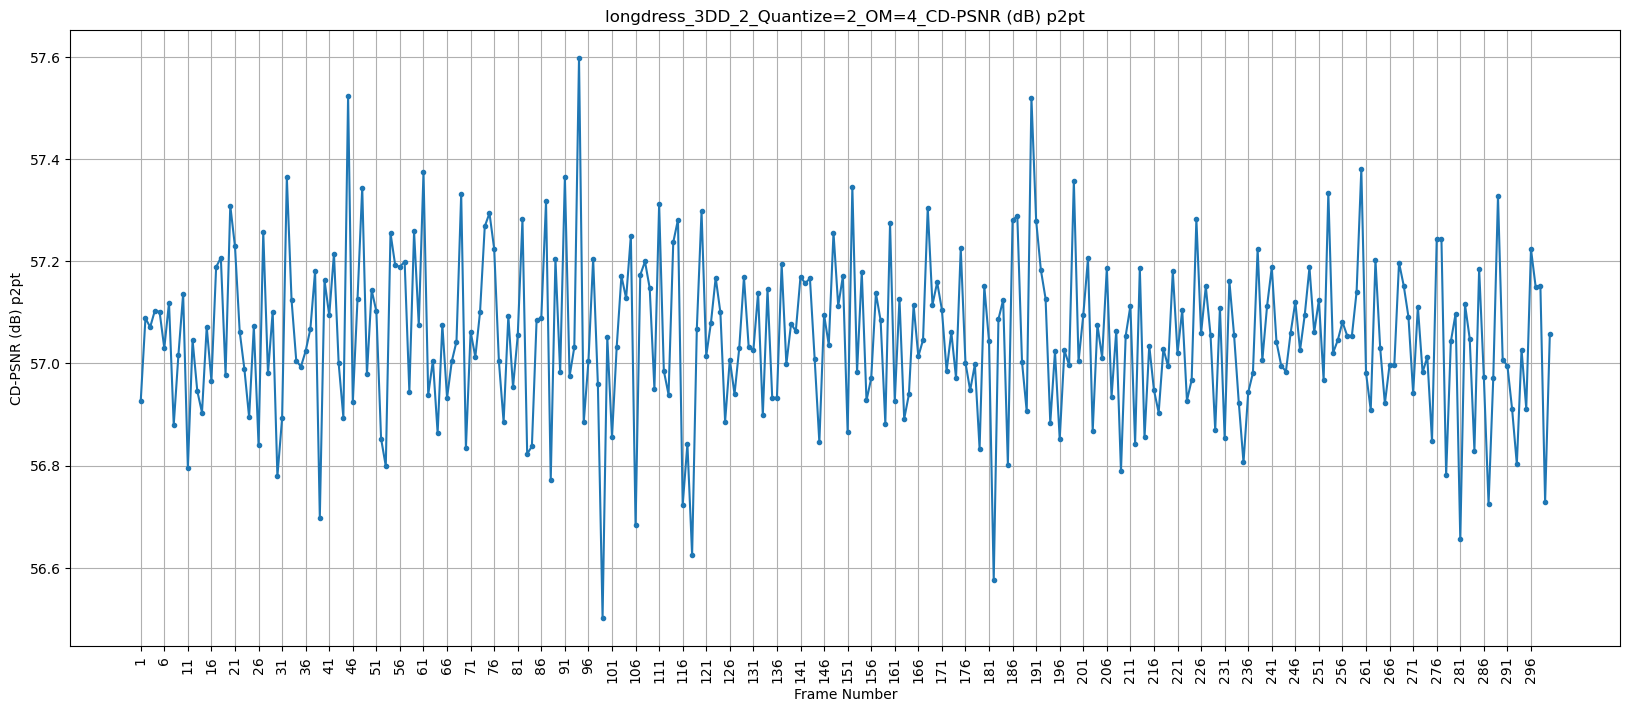 longdress_3DD_2_Quantize=2_OM=4_CD-PSNR (dB) p2pt
CD-PSNR (dB) p2pt
57.6
57.4
57.2
57.0
56.8
56.6
1 6 11 16 21 26 31 36 41 46 51 56 61 66 71 76 81 86 91 96 101 106 111 116 121 126 131 136 141 146 151 156 161 166 171 176 181 186 191 196 201 206 211 216 221 226 231 236 241 246 251 256 261 266 271 276 281 286 291 296
Frame Number